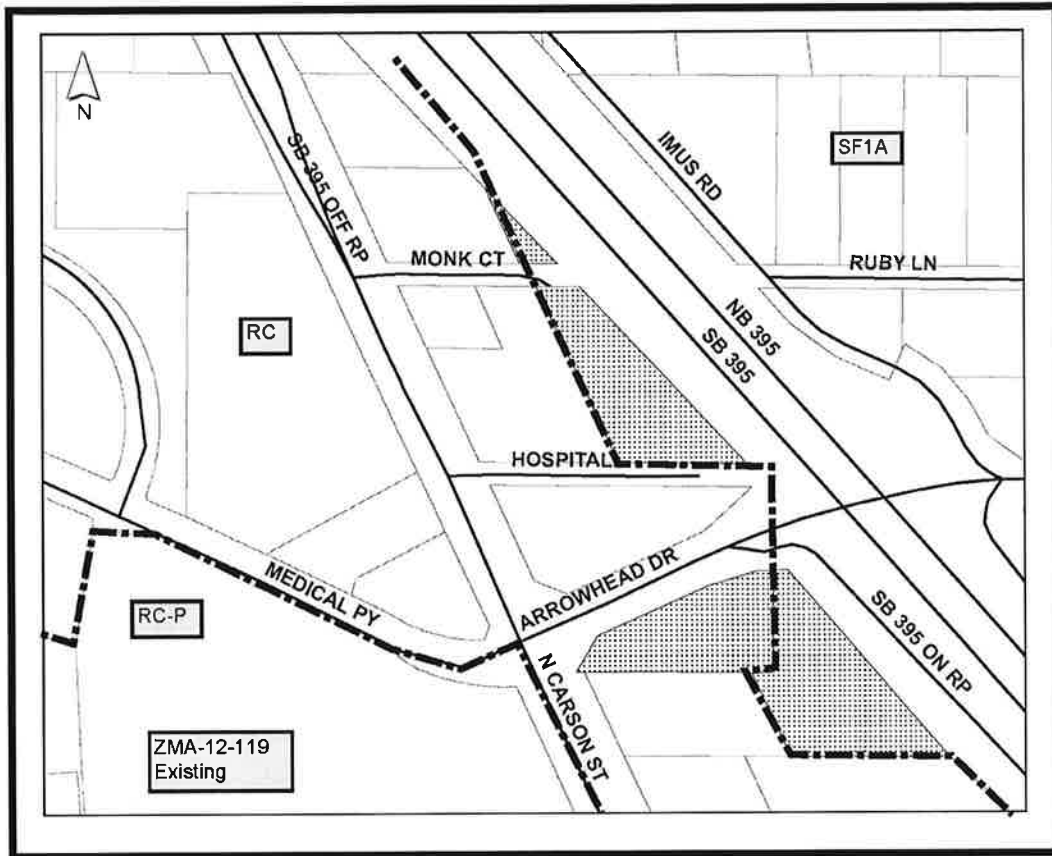 N
SB 395 OFF RP
IMUS RD
SF1A
MONK CT
RUBY LN
RC
NB 395
SB 395
HOSPITAL
MEDICAL PY
ARROWHEAD DR
RC-P
SB 395 ON RP
N CARSON ST
ZMA-12-119
Existing